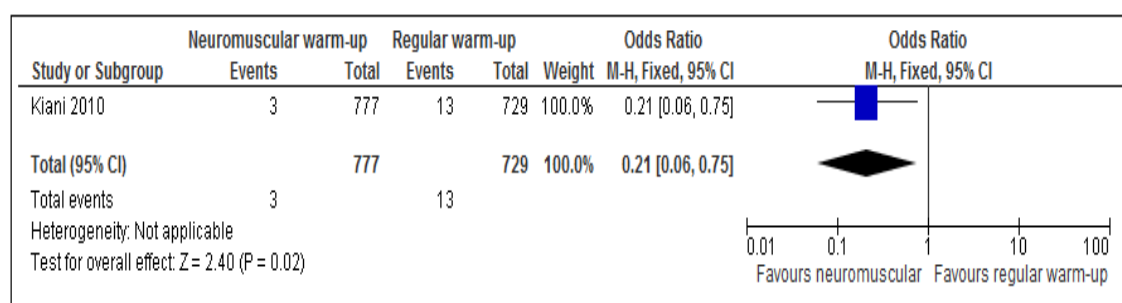 Neuromuscular warm-up Regular warm-up Odds Ratio Odds Ratio
Study or Subgroup Events Total Events Total Weight M-H, Fixed, 95% CI M-H, Fixed, 95% CI
Kiani 2010 3 777 13 729 100.0% 0.21 [0.06, 0.75]
Total (95% CI) 777 729 100.0% 0.21 [0.06, 0.75]
Total events 3 13
Heterogeneity: Not applicable
Test for overall effect: Z = 2.40 (P = 0.02)
0.01 0.1 1 10 100
Favours neuromuscular Favours regular warm-up